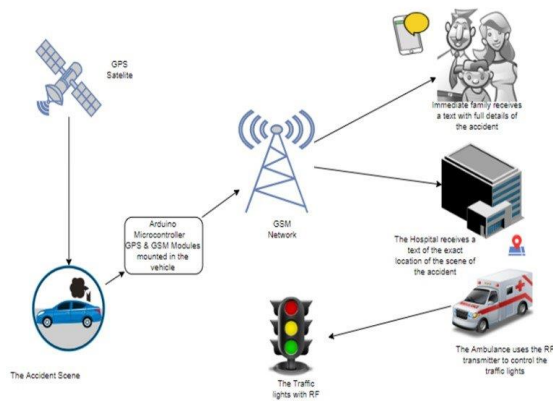 GPS
Satelite
Immediate family receives
a text with full details of
the accident
Arduino
Microcontroller
GPS & GSM Modules
mounted in the
vehicle
GSM
Network
The Hospital receives a
text of the exact
location of the scene of
the accident
The Accident Scene
The Traffic
lights with RF
The Ambulance uses the RF
transmitter to control the
traffic lights